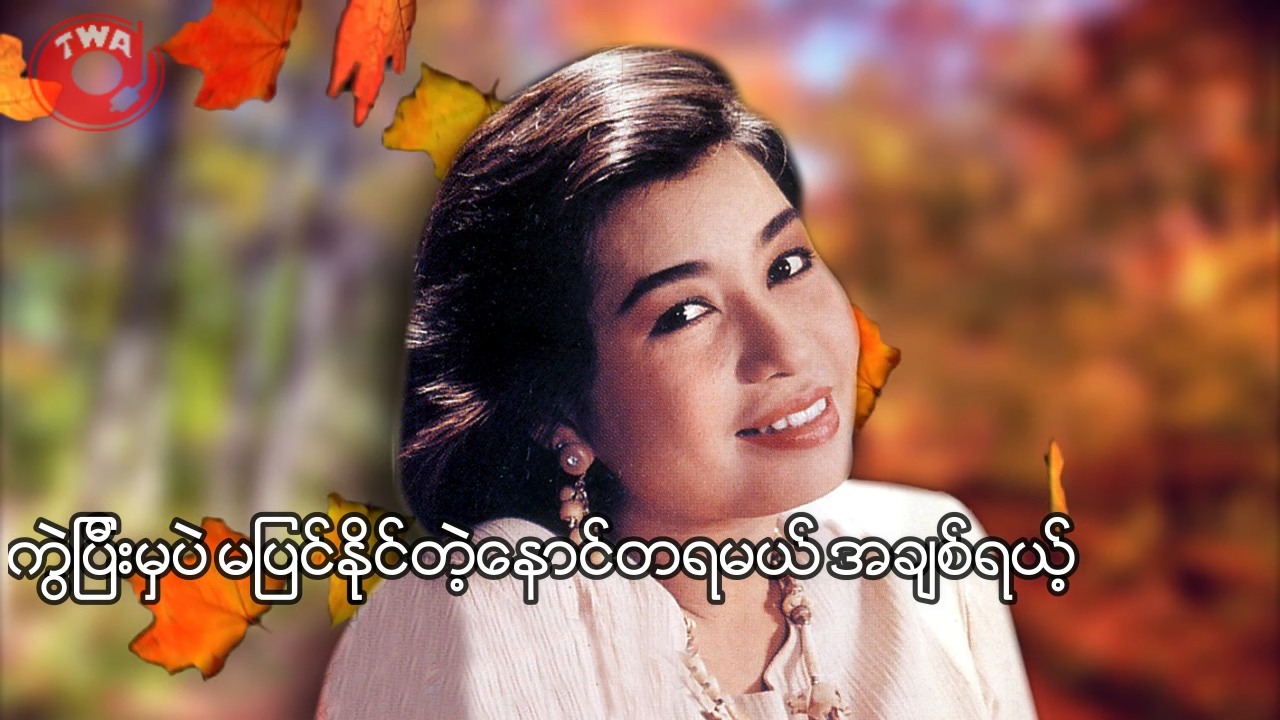 TWA
ကွဲပြီးမှပဲ မပြင်နိုင်တဲ့နောင်တရမယ် အချစ်ရယ့်